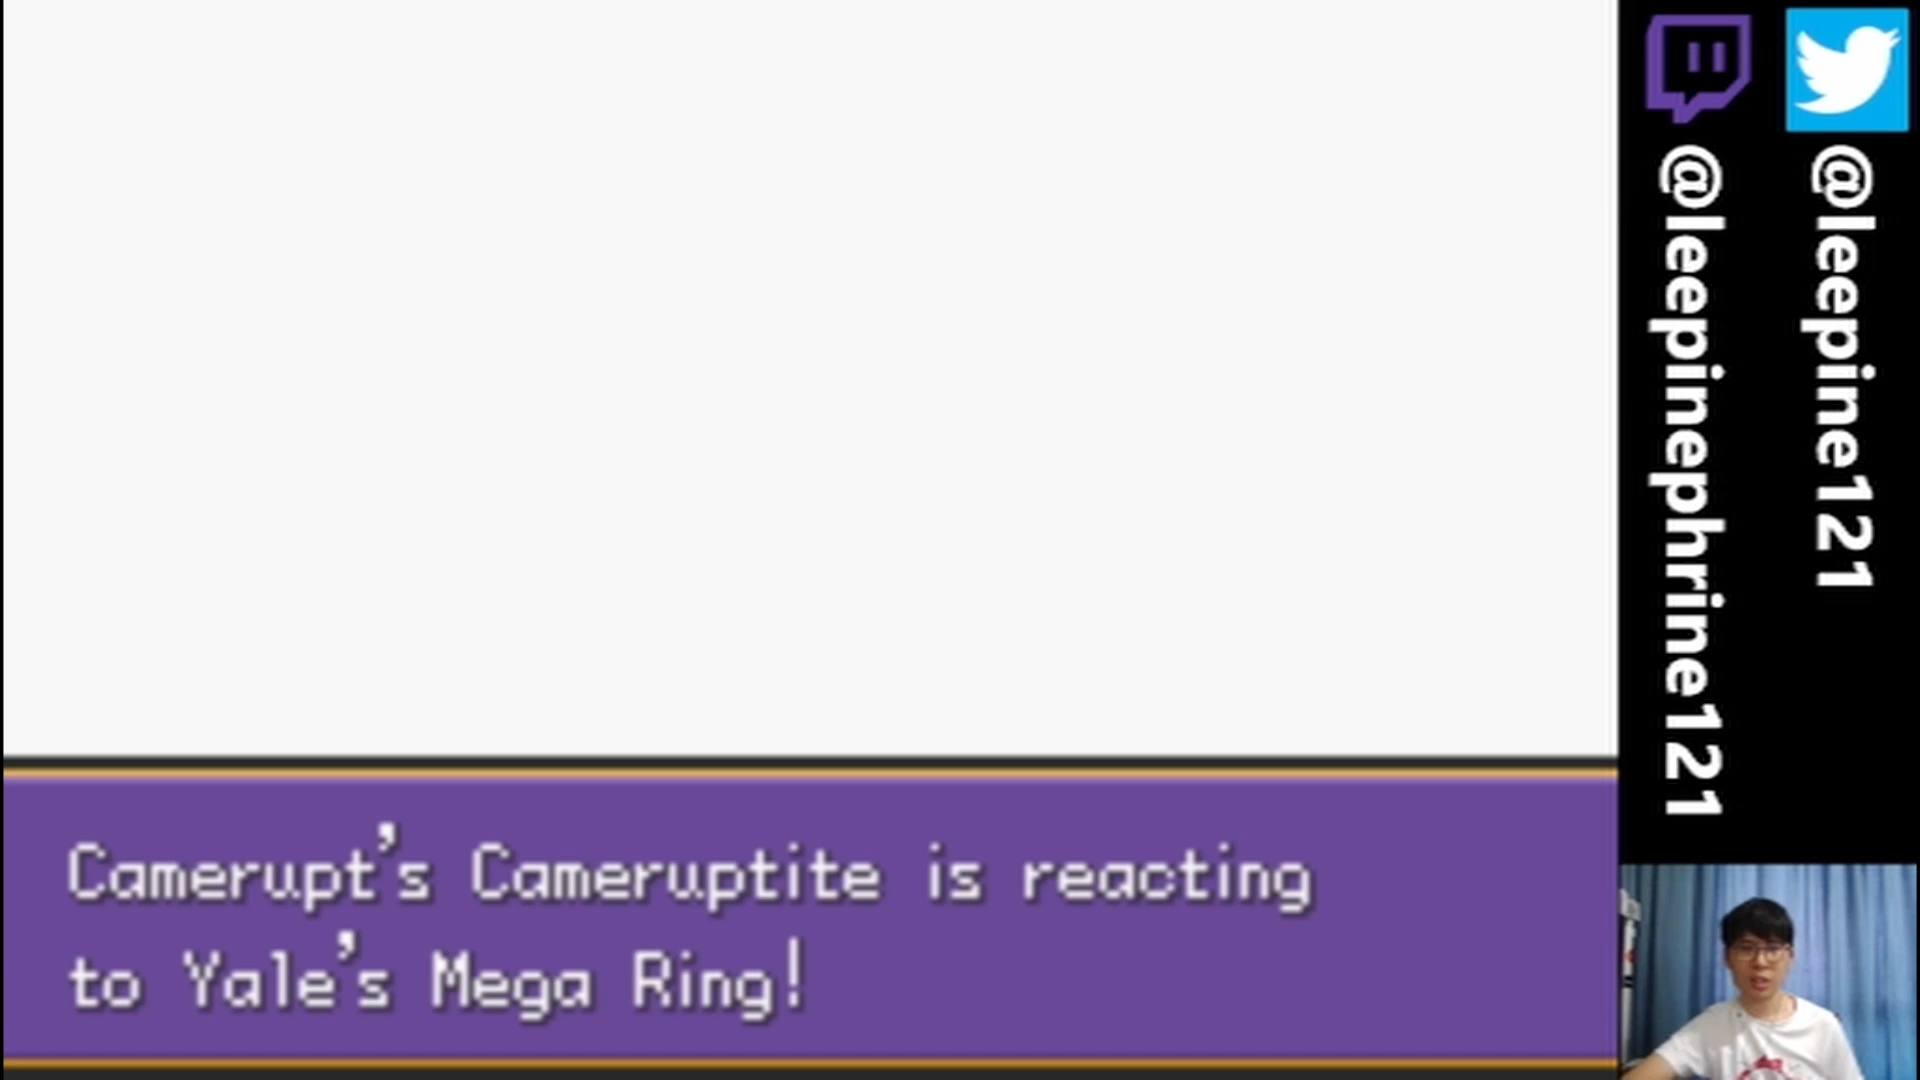 Camerupt's Cameruptite is reacting
to Yale's Mega Ring!
@leepinephrine121
@leepine121